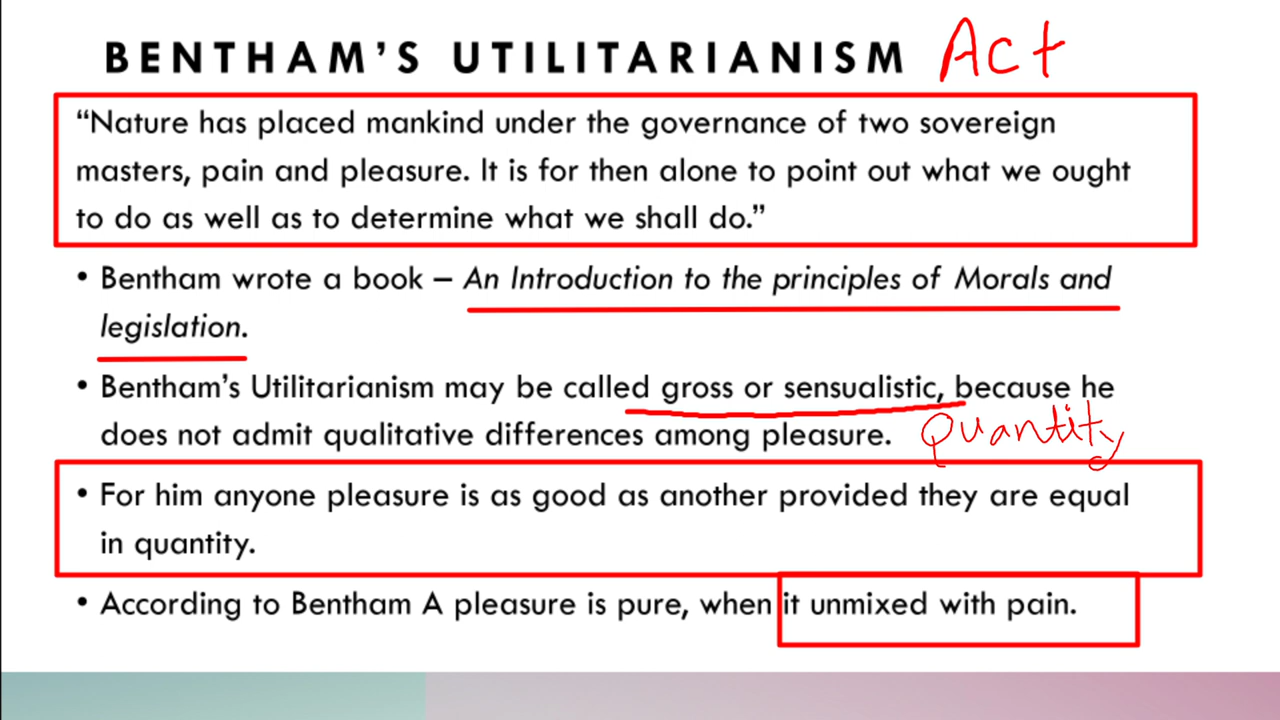 BENTHAM'S UTILITARIANISM Act
“Nature has placed mankind under the governance of two sovereign
masters, pain and pleasure. It is for then alone to point out what we ought
to do as well as to determine what we shall do.”
• Bentham wrote a book – An Introduction to the principles of Morals and
legislation.
• Bentham's Utilitarianism may be called gross or sensualistic, because he
does not admit qualitative differences among pleasure. Quantity
• For him anyone pleasure is as good as another provided they are equal
in quantity.
• According to Bentham A pleasure is pure, when it unmixed with pain.